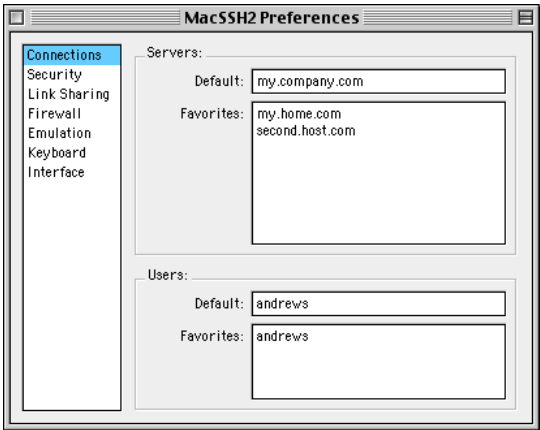 MacSSH2 Preferences
Connections
Security
Link Sharing
Firewall
Emulation
Keyboard
Interface
Servers:
Default: my.company.com
Favorites: my.home.com
second.host.com
Users:
Default: andrews
Favorites: andrews